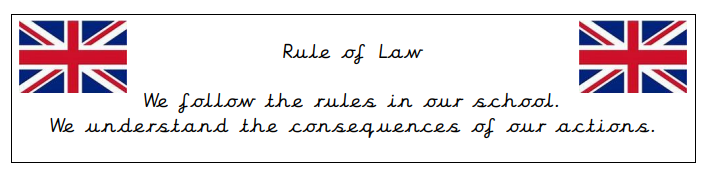 Rule of Law
We follow the rules in our school.
We understand the consequences of our actions.